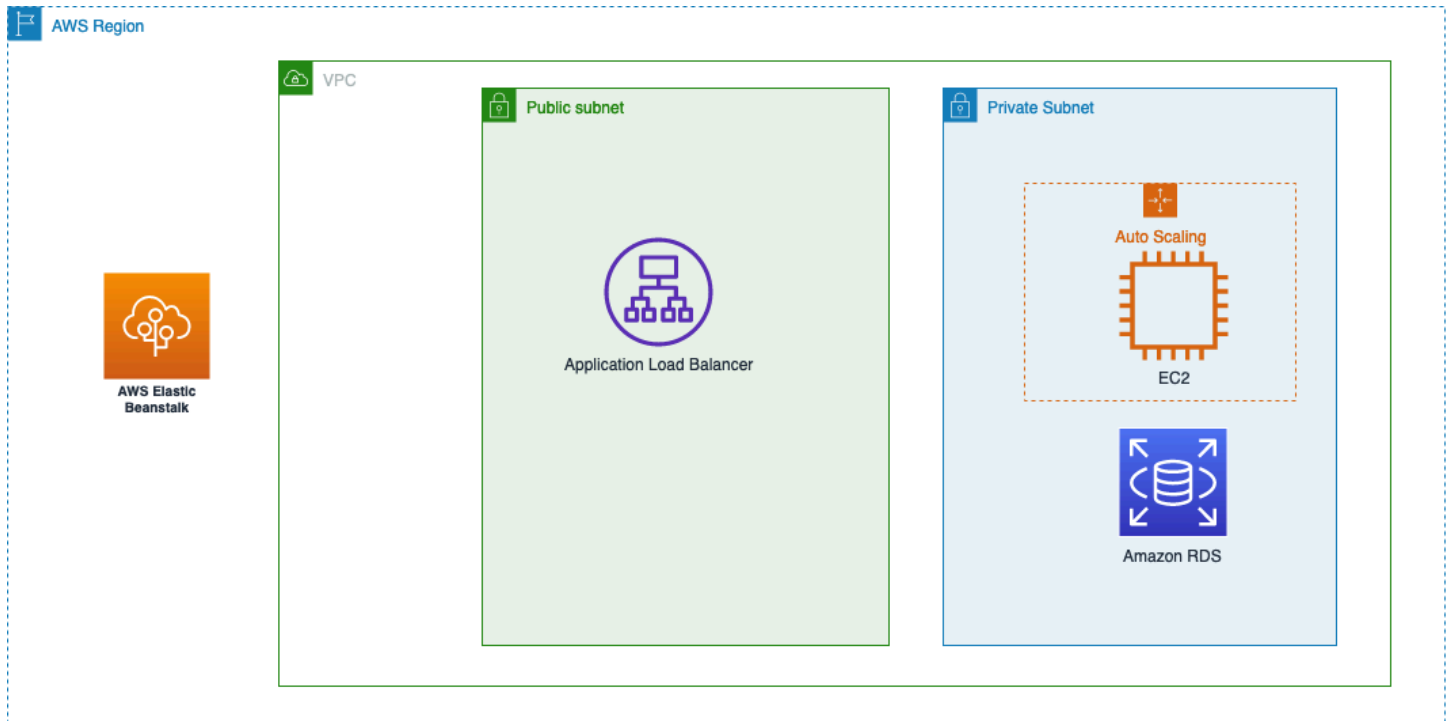 AWS Region
VPC
Public subnet
Private Subnet
Auto Scaling
EC2
Application Load Balancer
AWS Elastic
Beanstalk
Amazon RDS